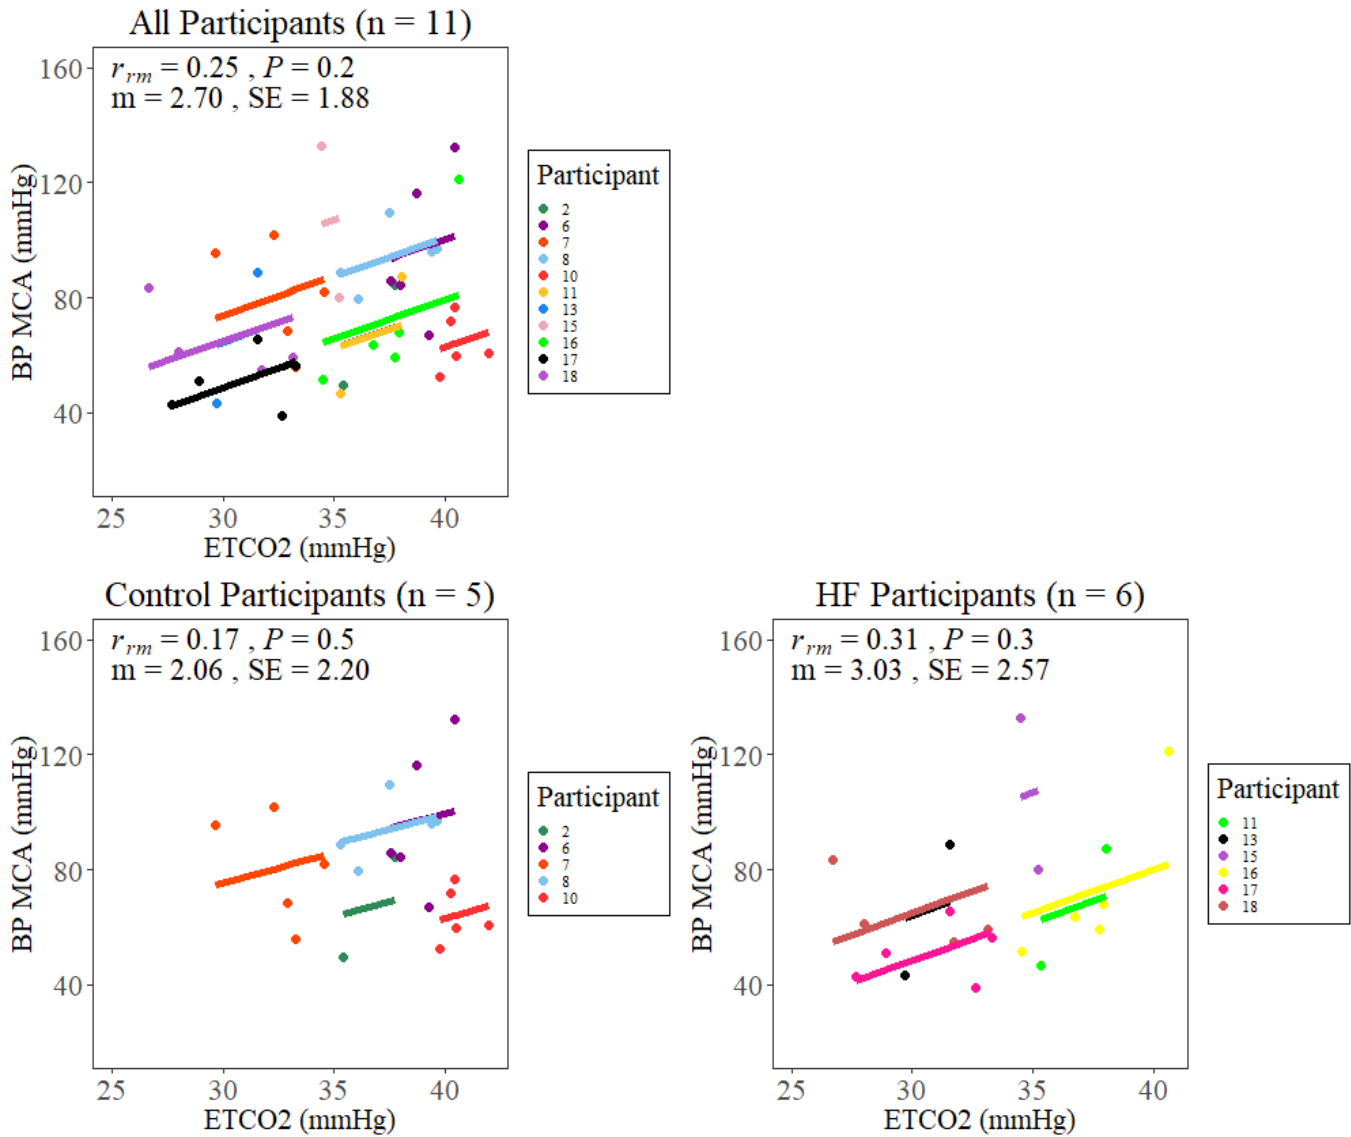 All Participants (n = 11)
r_rm = 0.25 , P = 0.2
m = 2.70 , SE = 1.88
160
120
80
40
BP MCA (mmHg)
25 30 35 40
ETCO2 (mmHg)
Participant
2
6
7
8
10
11
13
15
16
17
18
Control Participants (n = 5)
r_rm = 0.17 , P = 0.5
m = 2.06 , SE = 2.20
160
120
80
40
BP MCA (mmHg)
25 30 35 40
ETCO2 (mmHg)
Participant
2
6
7
8
10
HF Participants (n = 6)
r_rm = 0.31 , P = 0.3
m = 3.03 , SE = 2.57
160
120
80
40
BP MCA (mmHg)
25 30 35 40
ETCO2 (mmHg)
Participant
11
13
15
16
17
18